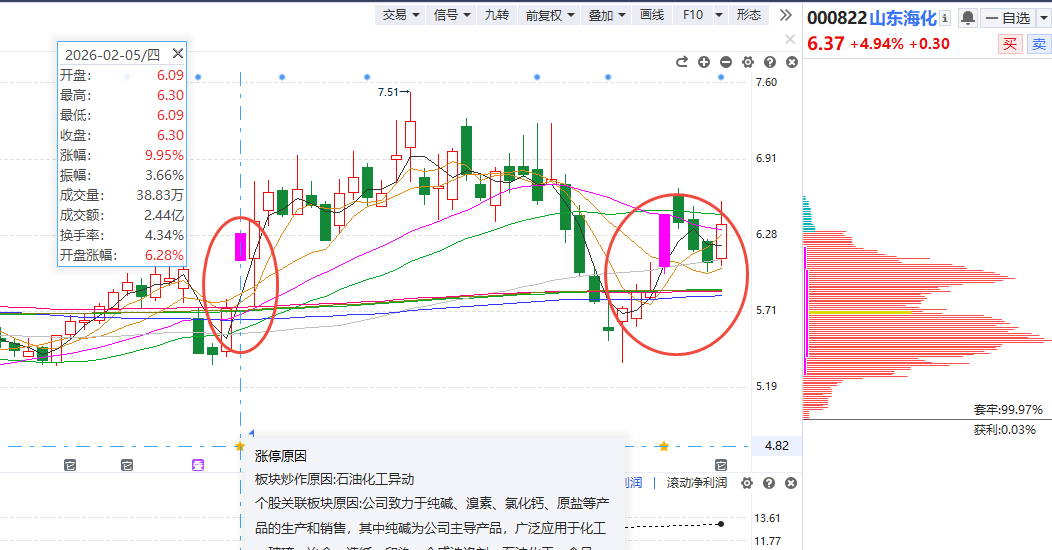 交易 信号 九转 前复权 叠加 画线 F10 形态
000822 山东海化 自选
6.37 +4.94% +0.30 买 卖
2026-02-05/四
开盘: 6.09
最高: 6.30
最低: 6.09
收盘: 6.30
涨幅: 9.95%
振幅: 3.66%
成交量: 38.83万
成交额: 2.44亿
换手率: 4.34%
开盘涨幅: 6.28%
7.51
7.60
6.91
6.28
5.71
5.19
4.82
套牢:99.97%
获利:0.03%
涨停原因
板块炒作原因:石油化工异动
个股关联板块原因:公司致力于纯碱、溴素、氯化钙、原盐等产
品的生产和销售，其中纯碱为公司主导产品，广泛应用于化工
利润 滚动净利润
13.61
11.77